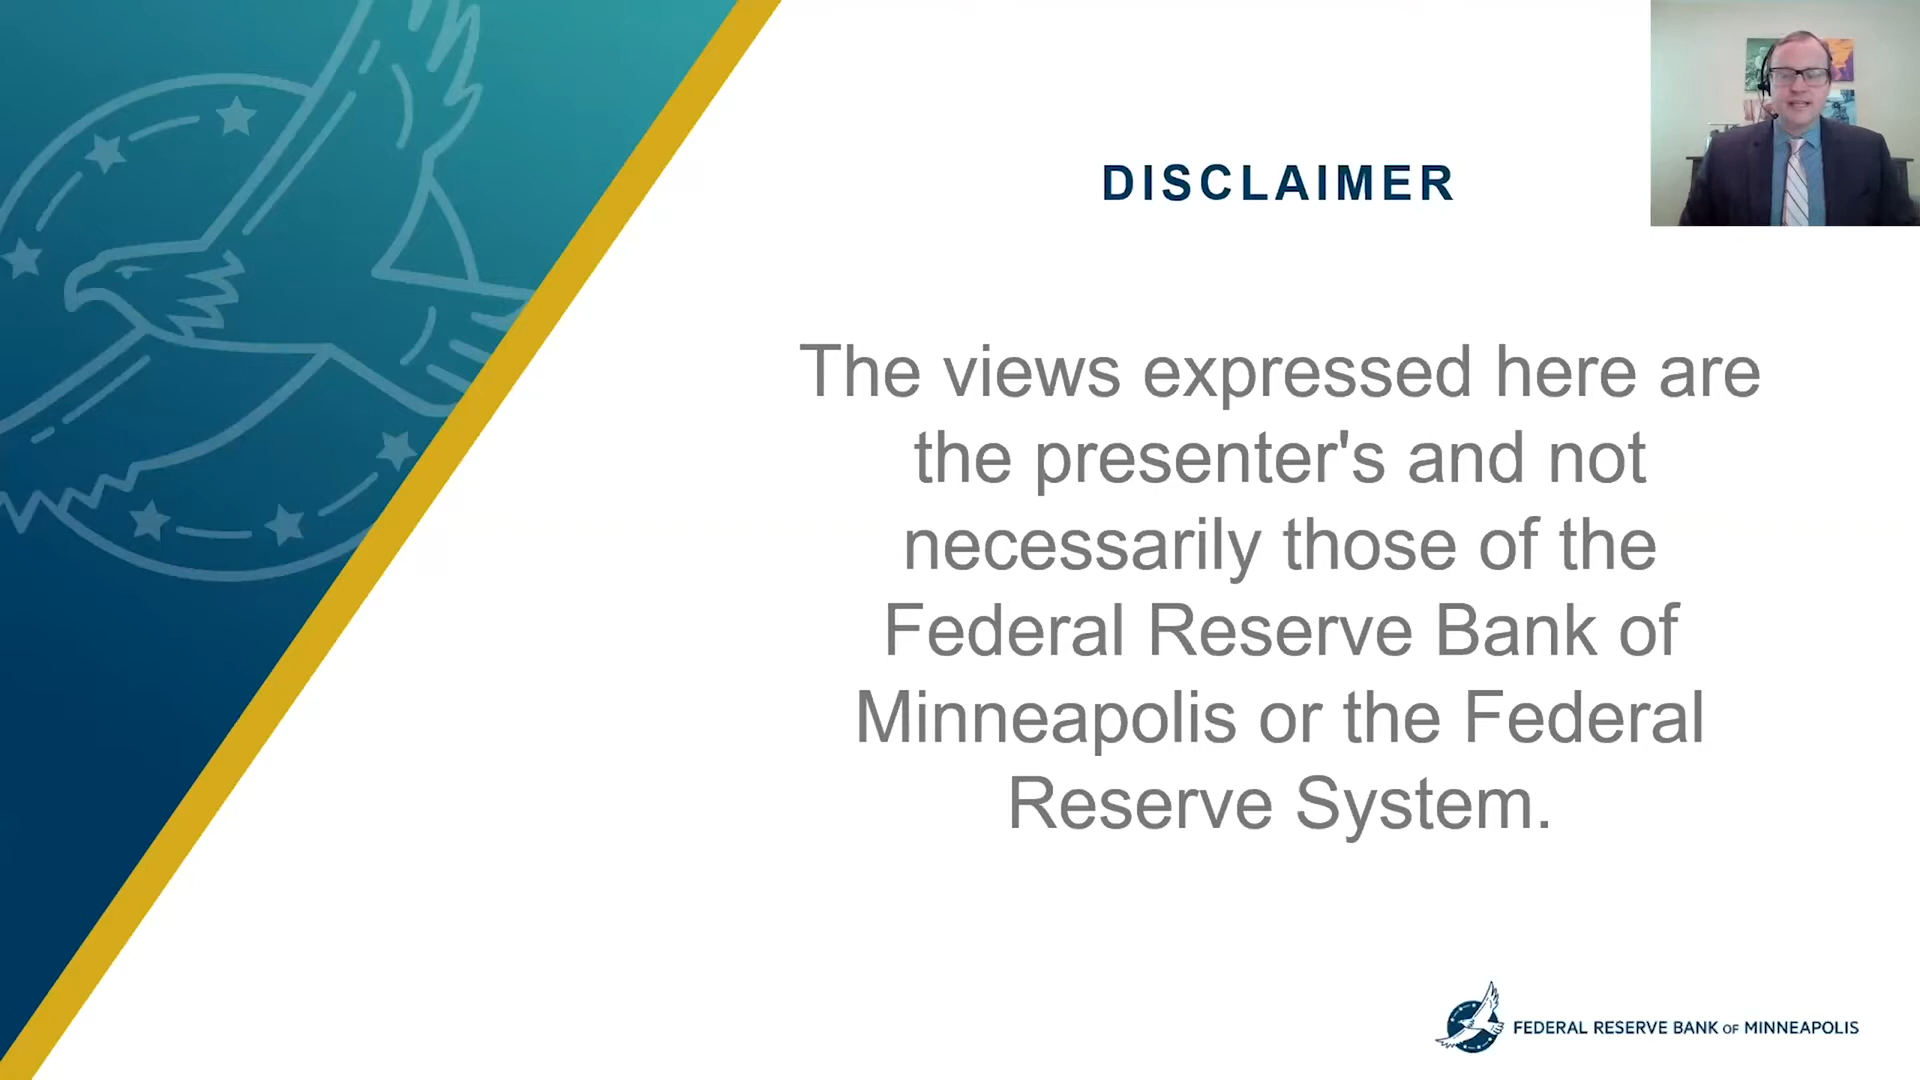 DISCLAIMER
The views expressed here are
the presenter's and not
necessarily those of the
Federal Reserve Bank of
Minneapolis or the Federal
Reserve System.
FEDERAL RESERVE BANK OF MINNEAPOLIS